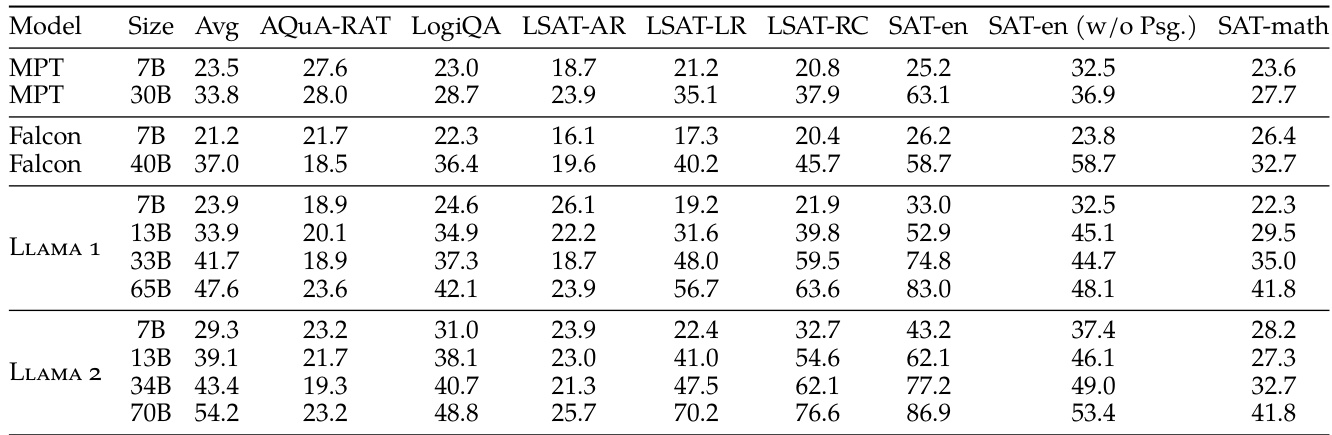 Model Size Avg AQuA-RAT LogiQA LSAT-AR LSAT-LR LSAT-RC SAT-en SAT-en (w/o Psg.) SAT-math
MPT 7B 23.5 27.6 23.0 18.7 21.2 20.8 25.2 32.5 23.6
MPT 30B 33.8 28.0 28.7 23.9 35.1 37.9 63.1 36.9 27.7
Falcon 7B 21.2 21.7 22.3 16.1 17.3 20.4 26.2 23.8 26.4
Falcon 40B 37.0 18.5 36.4 19.6 40.2 45.7 58.7 58.7 32.7
Llama 1
7B 23.9 18.9 24.6 26.1 19.2 21.9 33.0 32.5 22.3
13B 33.9 20.1 34.9 22.2 31.6 39.8 52.9 45.1 29.5
33B 41.7 18.9 37.3 18.7 48.0 59.5 74.8 44.7 35.0
65B 47.6 23.6 42.1 23.9 56.7 63.6 83.0 48.1 41.8
Llama 2
7B 29.3 23.2 31.0 23.9 22.4 32.7 43.2 37.4 28.2
13B 39.1 21.7 38.1 23.0 41.0 54.6 62.1 46.1 27.3
34B 43.4 19.3 40.7 21.3 47.5 62.1 77.2 49.0 32.7
70B 54.2 23.2 48.8 25.7 70.2 76.6 86.9 53.4 41.8